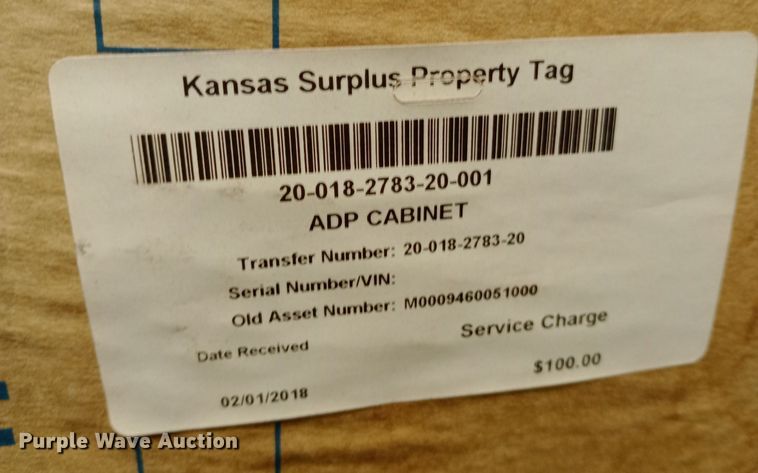 Kansas Surplus Property Tag
20-018-2783-20-001
ADP CABINET
Transfer Number: 20-018-2783-20
Serial Number/VIN:
Old Asset Number: M0009460051000
Date Received
Service Charge
02/01/2018
$100.00
Purple Wave Auction